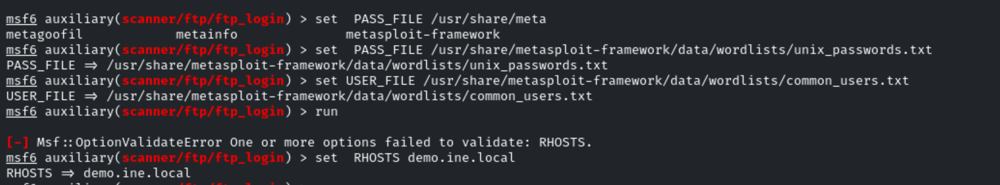 msf6 auxiliary(scanner/ftp/ftp_login) > set  PASS_FILE /usr/share/meta
metagoofil            metainfo              metasploit-framework
msf6 auxiliary(scanner/ftp/ftp_login) > set  PASS_FILE /usr/share/metasploit-framework/data/wordlists/unix_passwords.txt
PASS_FILE => /usr/share/metasploit-framework/data/wordlists/unix_passwords.txt
msf6 auxiliary(scanner/ftp/ftp_login) > set USER_FILE /usr/share/metasploit-framework/data/wordlists/common_users.txt
USER_FILE => /usr/share/metasploit-framework/data/wordlists/common_users.txt
msf6 auxiliary(scanner/ftp/ftp_login) > run
[-] Msf::OptionValidateError One or more options failed to validate: RHOSTS.
msf6 auxiliary(scanner/ftp/ftp_login) > set  RHOSTS demo.ine.local
RHOSTS => demo.ine.local